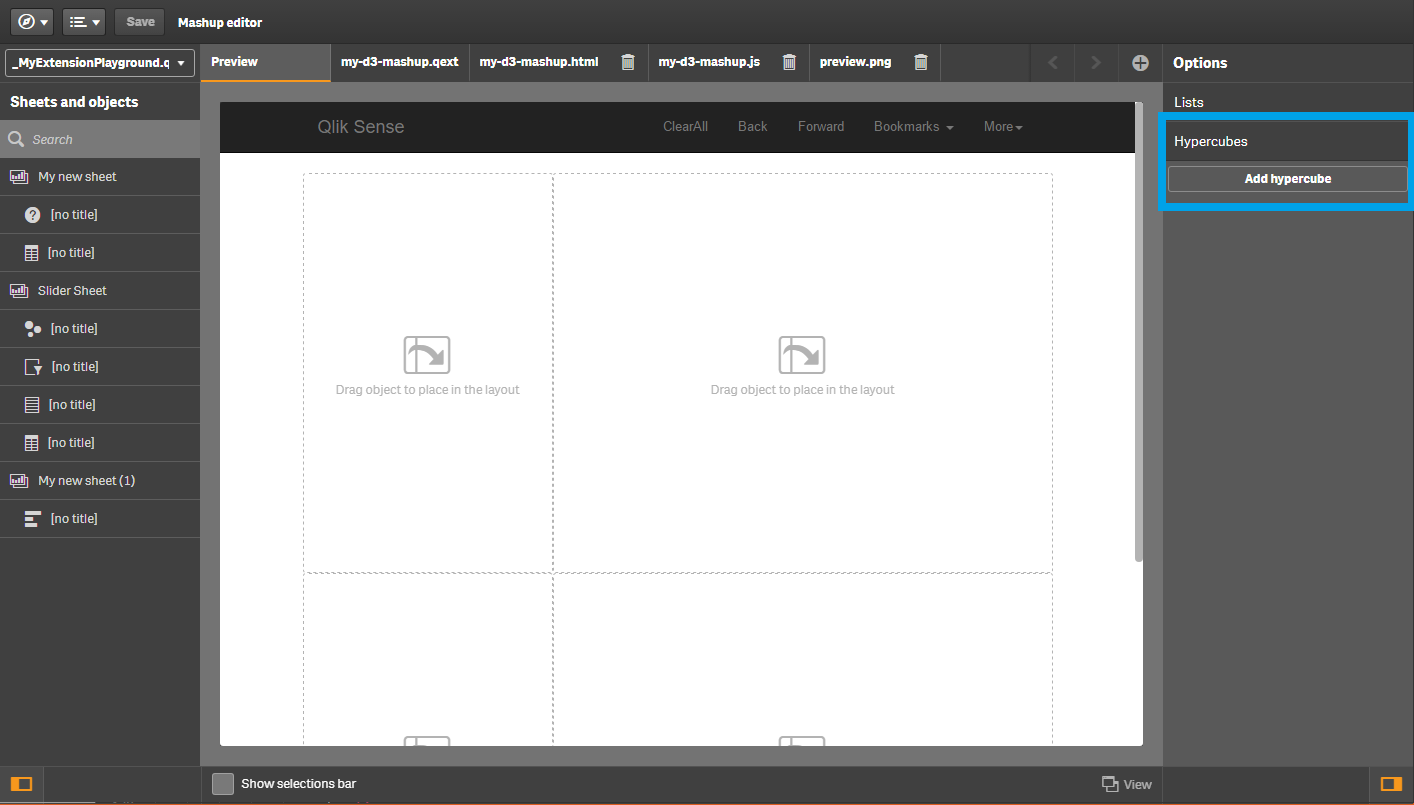 Save
Mashup editor
_MyExtensionPlayground.q
Preview
my-d3-mashup.qext
my-d3-mashup.html
my-d3-mashup.js
preview.png
Options
Sheets and objects
Search
My new sheet
[no title]
[no title]
Slider Sheet
[no title]
[no title]
[no title]
[no title]
My new sheet (1)
[no title]
Qlik Sense
ClearAll
Back
Forward
Bookmarks
More
Drag object to place in the layout
Drag object to place in the layout
Lists
Hypercubes
Add hypercube
Show selections bar
View